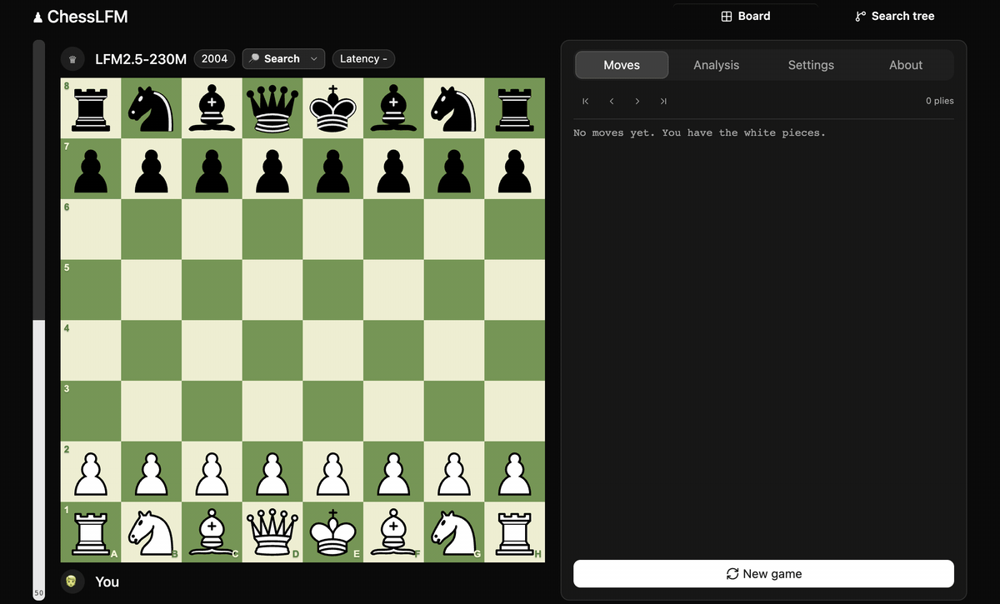 ChessLFM
Board
Search tree
LFM2.5-230M
2004
Search
Latency -
Moves
Analysis
Settings
About
0 plies
No moves yet. You have the white pieces.
8
7
6
5
4
3
2
1
A B C D E F G H
50
You
New game